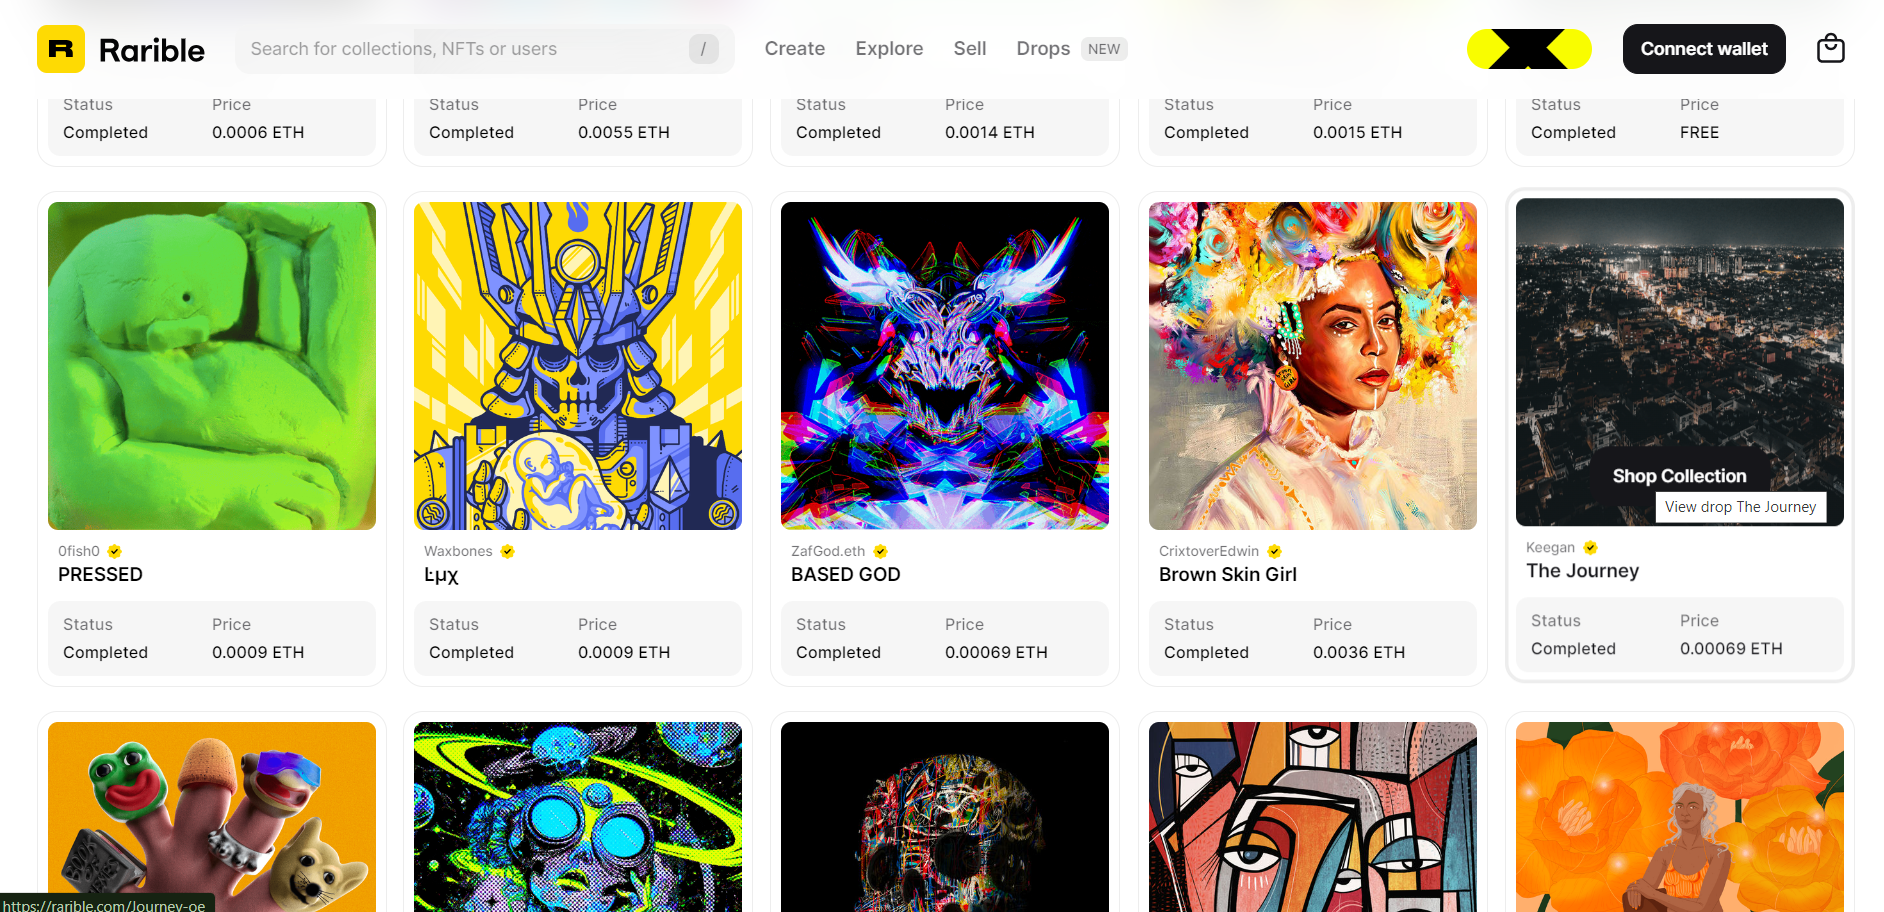 R Rarible
Search for collections, NFTs or users /
Create Explore Sell Drops NEW
Connect wallet
Status Price
Completed 0.0006 ETH
Status Price
Completed 0.0055 ETH
Status Price
Completed 0.0014 ETH
Status Price
Completed 0.0015 ETH
Status Price
Completed FREE
0fish0
PRESSED
Status Price
Completed 0.0009 ETH
Waxbones
Ŀμχ
Status Price
Completed 0.0009 ETH
ZafGod.eth
BASED GOD
Status Price
Completed 0.00069 ETH
CrixtoverEdwin
Brown Skin Girl
Status Price
Completed 0.0036 ETH
Shop Collection
View drop The Journey
Keegan
The Journey
Status Price
Completed 0.00069 ETH
https://rarible.com/Journey-oe